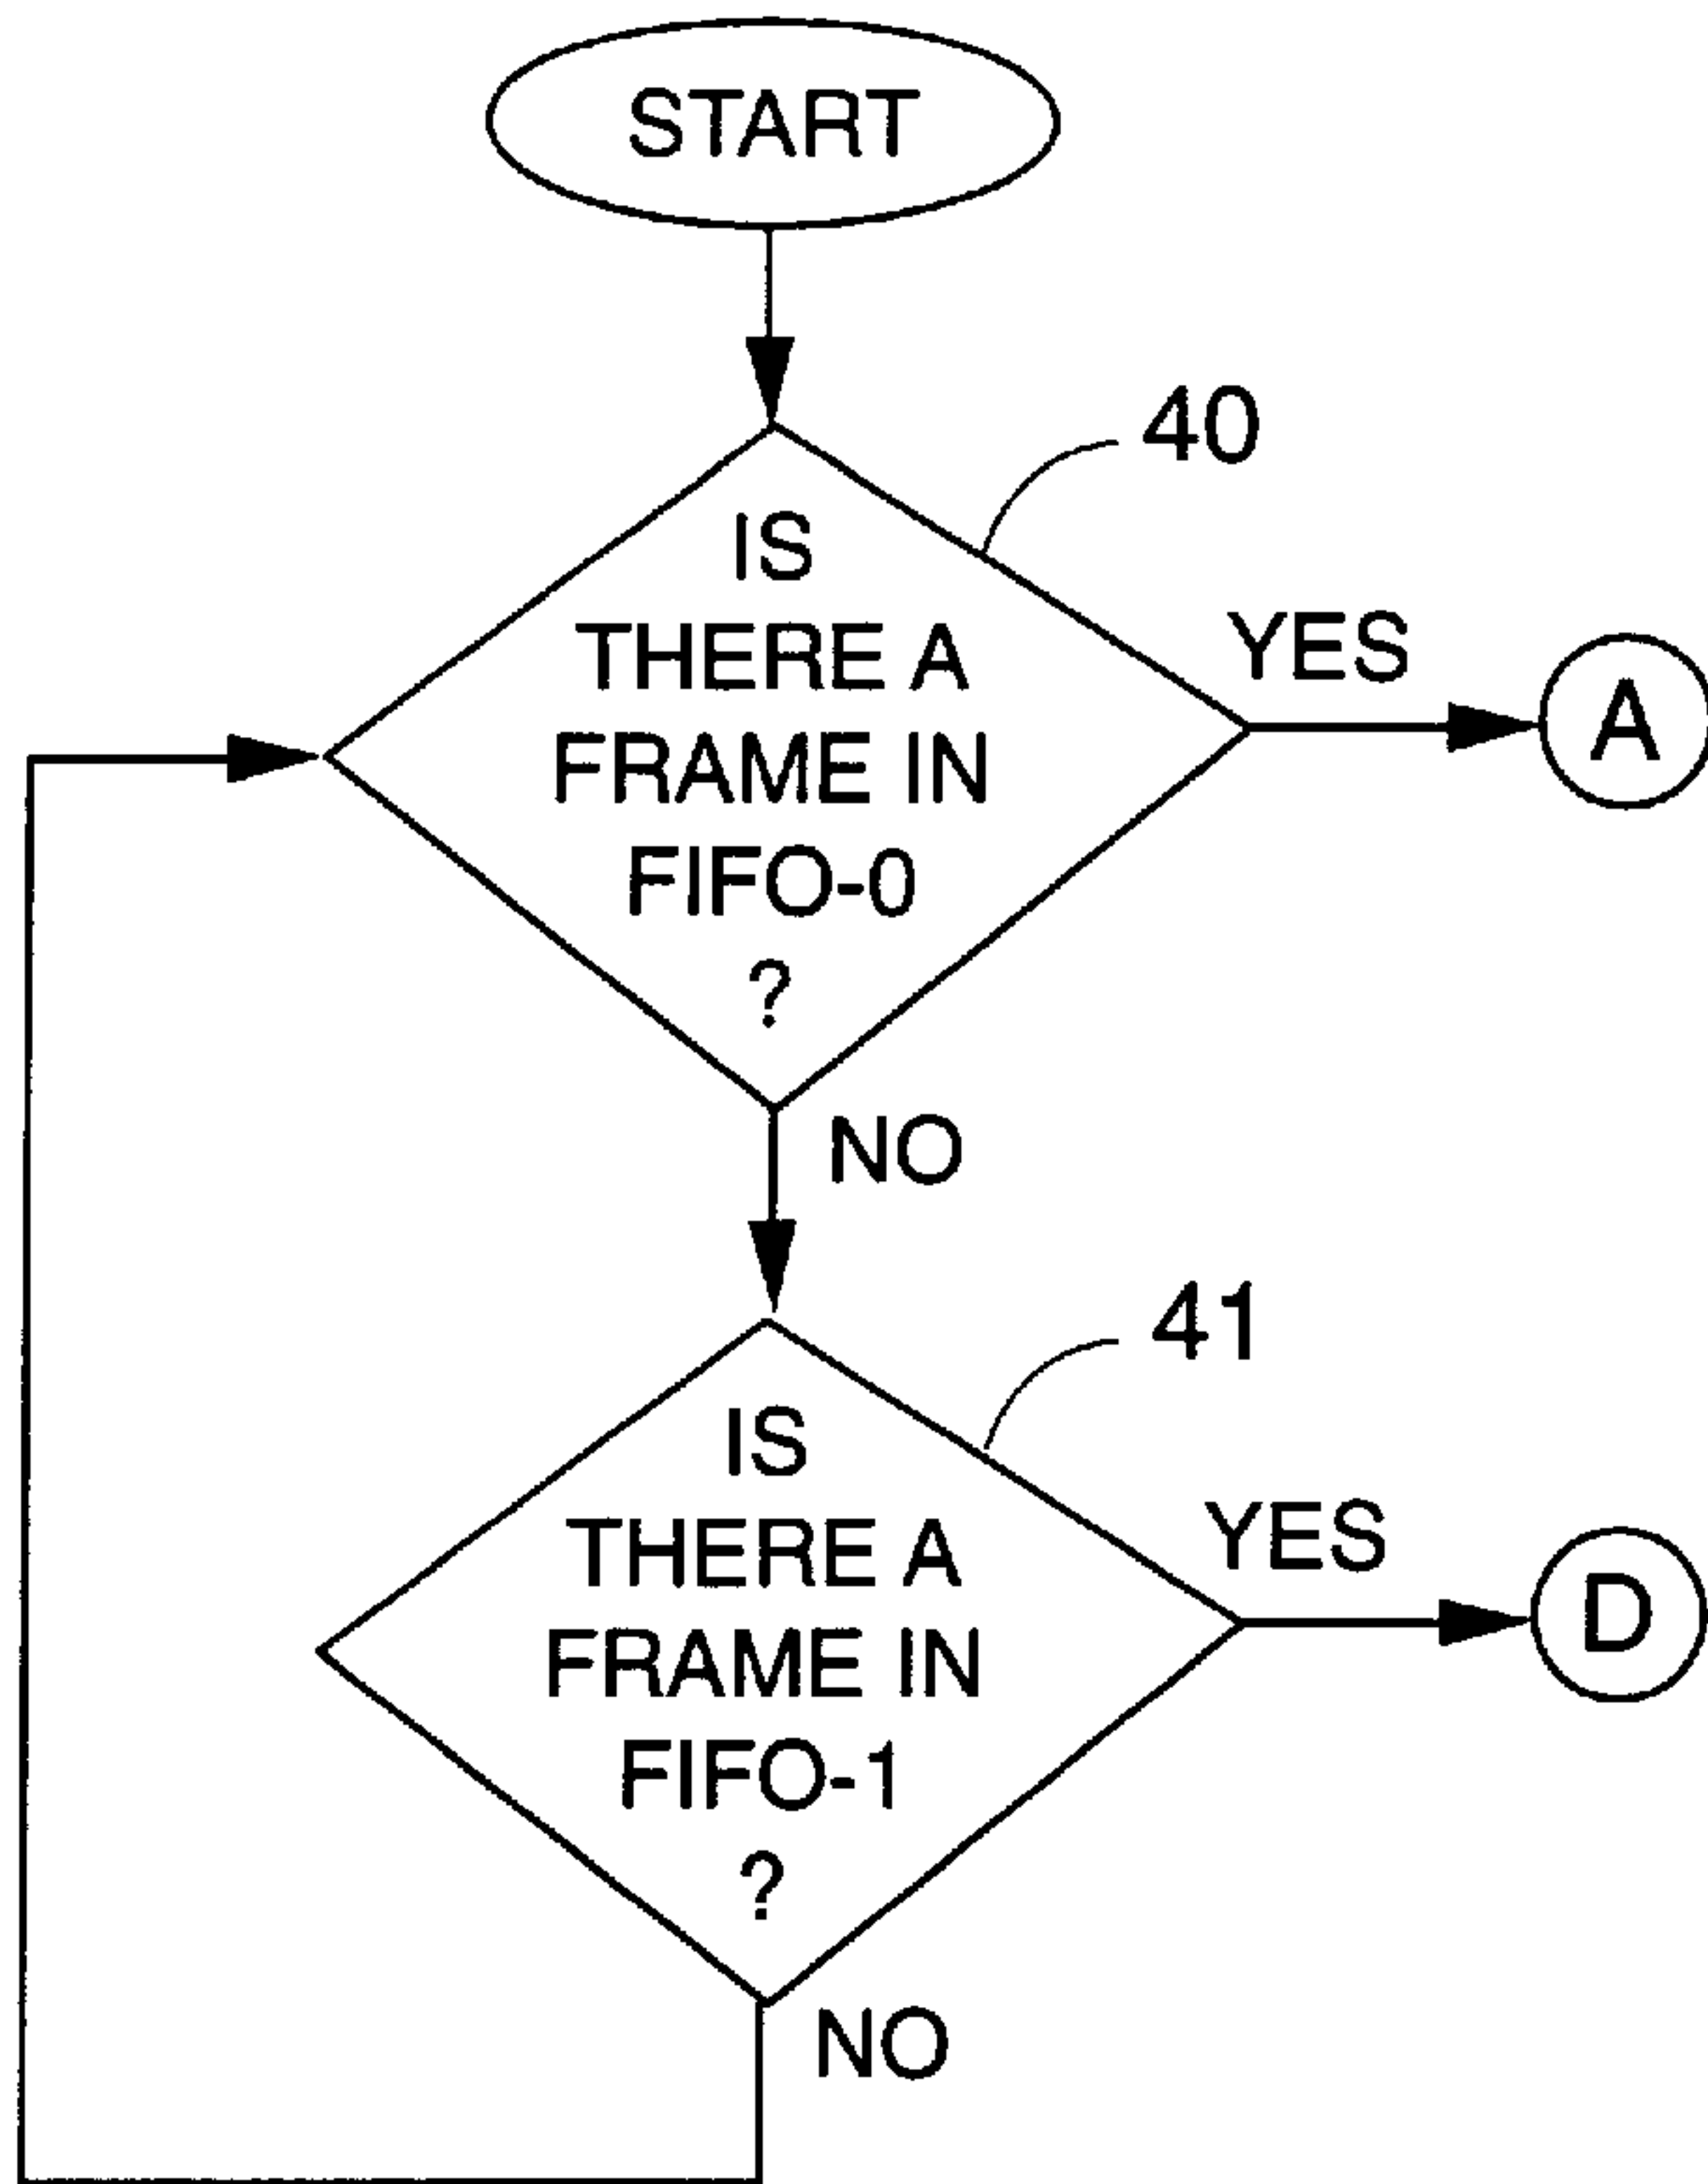 START
40
IS
THERE A
FRAME IN
FIFO-0
?
YES
A
NO
41
IS
THERE A
FRAME IN
FIFO-1
?
YES
D
NO